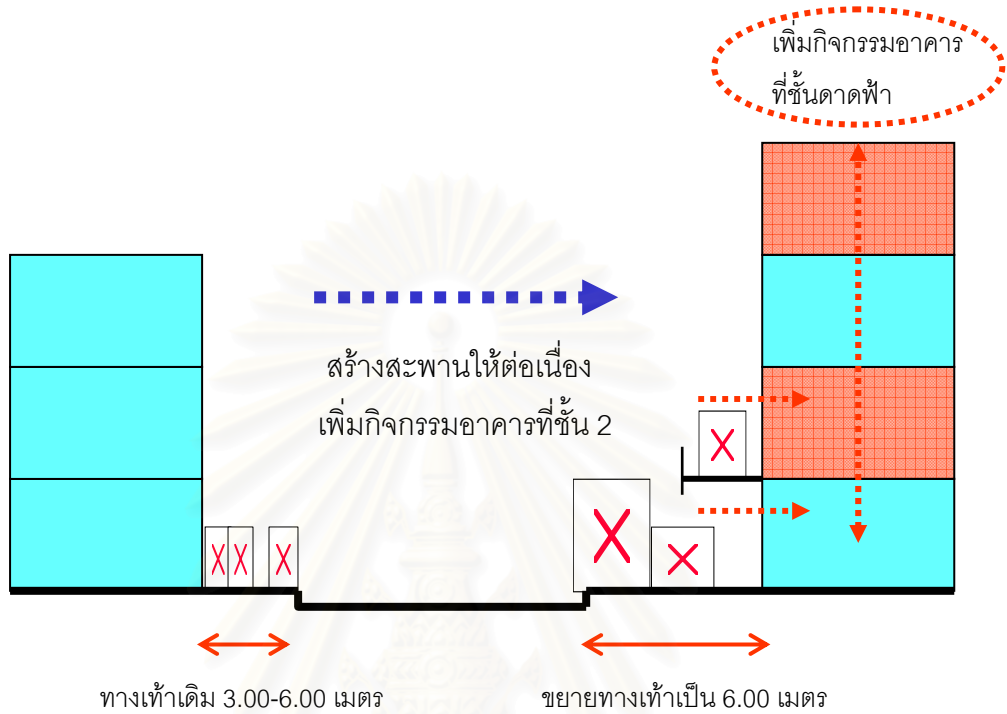 เพิ่มกิจกรรมอาคาร
ที่ชั้นดาดฟ้า
สร้างสะพานให้ต่อเนื่อง
เพิ่มกิจกรรมอาคารที่ชั้น 2
ทางเท้าเดิม 3.00-6.00 เมตร
ขยายทางเท้าเป็น 6.00 เมตร